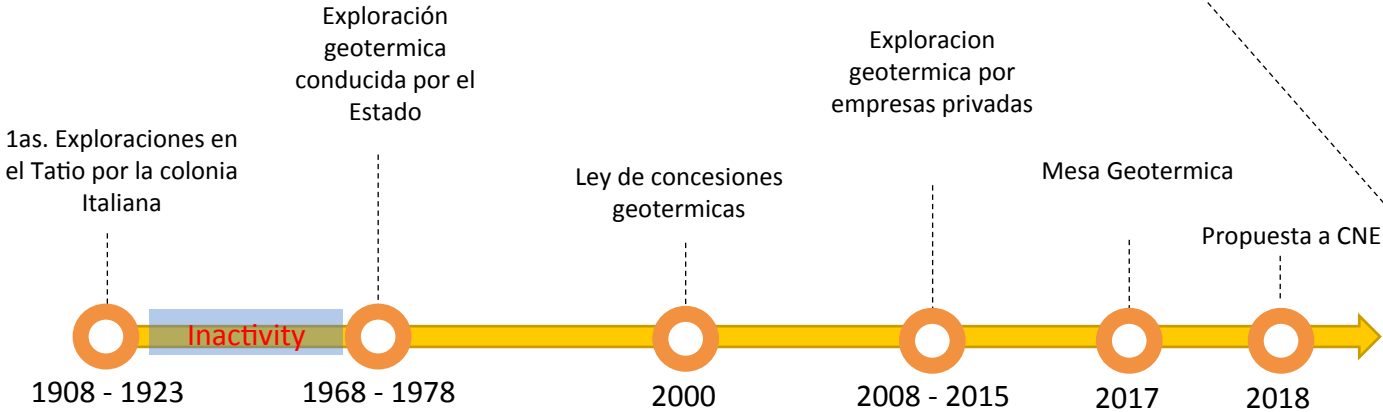 1as. Exploraciones en
el Tatio por la colonia
Italiana
Exploración
geotermica
conducida por el
Estado
Ley de concesiones
geotermicas
Exploracion
geotermica por
empresas privadas
Mesa Geotermica
Propuesta a CNE
Inactivity
1908 - 1923
1968 - 1978
2000
2008 - 2015
2017
2018